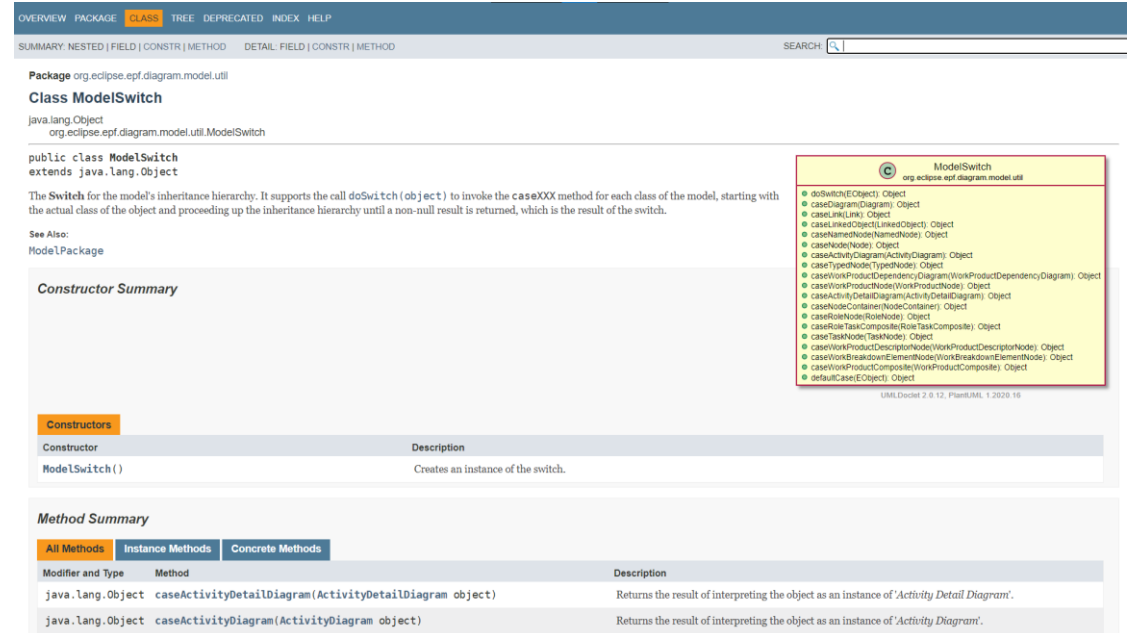 OVERVIEW PACKAGE CLASS TREE DEPRECATED INDEX HELP
SUMMARY: NESTED | FIELD | CONSTR | METHOD DETAIL: FIELD | CONSTR | METHOD SEARCH:
Package org.eclipse.epf.diagram.model.util
Class ModelSwitch
java.lang.Object
org.eclipse.epf.diagram.model.util.ModelSwitch
public class ModelSwitch
extends java.lang.Object
The Switch for the model's inheritance hierarchy. It supports the call doSwitch(object) to invoke the caseXXX method for each class of the model, starting with
the actual class of the object and proceeding up the inheritance hierarchy until a non-null result is returned, which is the result of the switch.
See Also:
ModelPackage
C ModelSwitch
org.eclipse.epf.diagram.model.util
doSwitch(EObject): Object
caseDiagram(Diagram): Object
caseLink(Link): Object
caseLinkedObject(LinkedObject): Object
caseNamedNode(NamedNode): Object
caseNode(Node): Object
caseActivityDiagram(ActivityDiagram): Object
caseTypedNode(TypedNode): Object
caseWorkProductDependencyDiagram(WorkProductDependencyDiagram): Object
caseWorkProductNode(WorkProductNode): Object
caseActivityDetailDiagram(ActivityDetailDiagram): Object
caseNodeContainer(NodeContainer): Object
caseRoleNode(RoleNode): Object
caseRoleTaskComposite(RoleTaskComposite): Object
caseTaskNode(TaskNode): Object
caseWorkProductDescriptorNode(WorkProductDescriptorNode): Object
caseWorkBreakdownElementNode(WorkBreakdownElementNode): Object
caseWorkProductComposite(WorkProductComposite): Object
defaultCase(EObject): Object
UMLDoclet 2.0.12, PlantUML 1.2020.16
Constructor Summary
Constructors
Constructor Description
ModelSwitch() Creates an instance of the switch.
Method Summary
All Methods Instance Methods Concrete Methods
Modifier and Type Method Description
java.lang.Object caseActivityDetailDiagram(ActivityDetailDiagram object) Returns the result of interpreting the object as an instance of 'Activity Detail Diagram'.
java.lang.Object caseActivityDiagram(ActivityDiagram object) Returns the result of interpreting the object as an instance of 'Activity Diagram'.